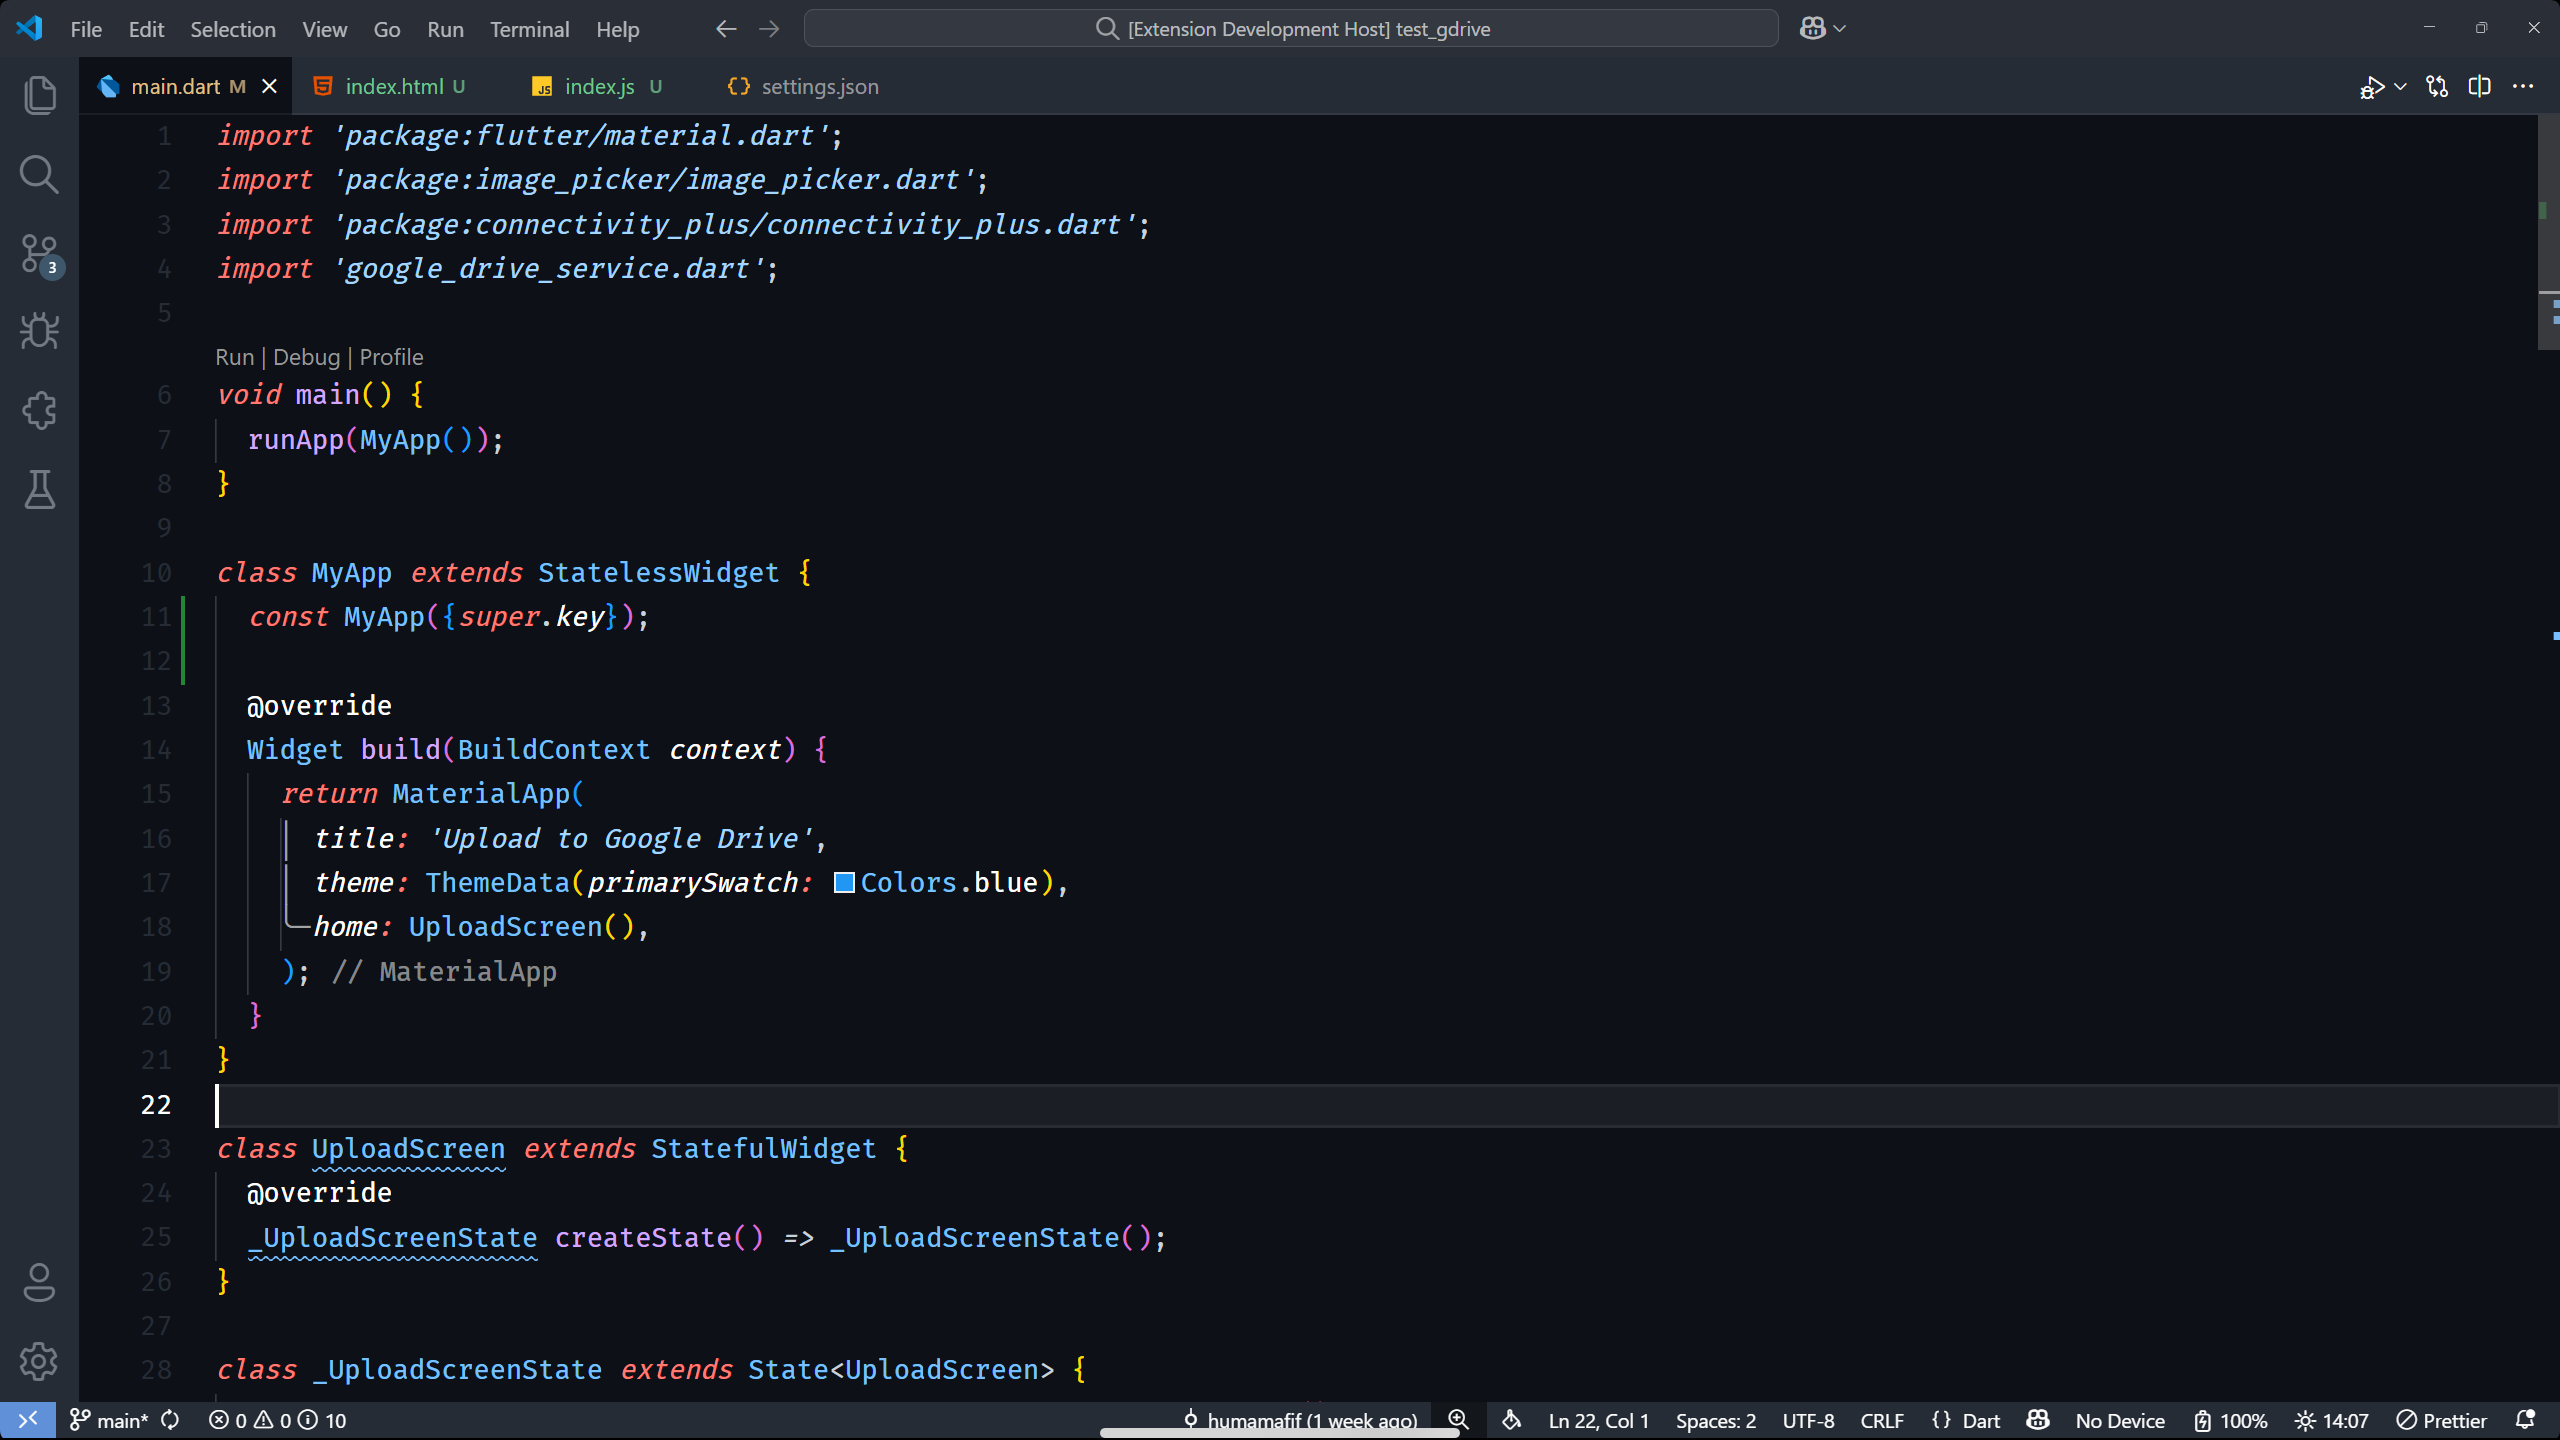 File Edit Selection View Go Run Terminal Help [Extension Development Host] test_gdrive
main.dart M index.html U JS index.js U {} settings.json
1 import 'package:flutter/material.dart';
2 import 'package:image_picker/image_picker.dart';
3 import 'package:connectivity_plus/connectivity_plus.dart';
3
4 import 'google_drive_service.dart';
5
Run | Debug | Profile
6 void main() {
7 runApp(MyApp());
8 }
9
10 class MyApp extends StatelessWidget {
11 const MyApp({super.key});
12
13 @override
14 Widget build(BuildContext context) {
15 return MaterialApp(
16 title: 'Upload to Google Drive',
17 theme: ThemeData(primarySwatch: Colors.blue),
18 home: UploadScreen(),
19 ); // MaterialApp
20 }
21 }
22
23 class UploadScreen extends StatefulWidget {
24 @override
25 _UploadScreenState createState() => _UploadScreenState();
26 }
27
28 class _UploadScreenState extends State<UploadScreen> {
main* 0 0 10 humamafif (1 week ago) Ln 22, Col 1 Spaces: 2 UTF-8 CRLF {} Dart No Device 100% 14:07 Prettier